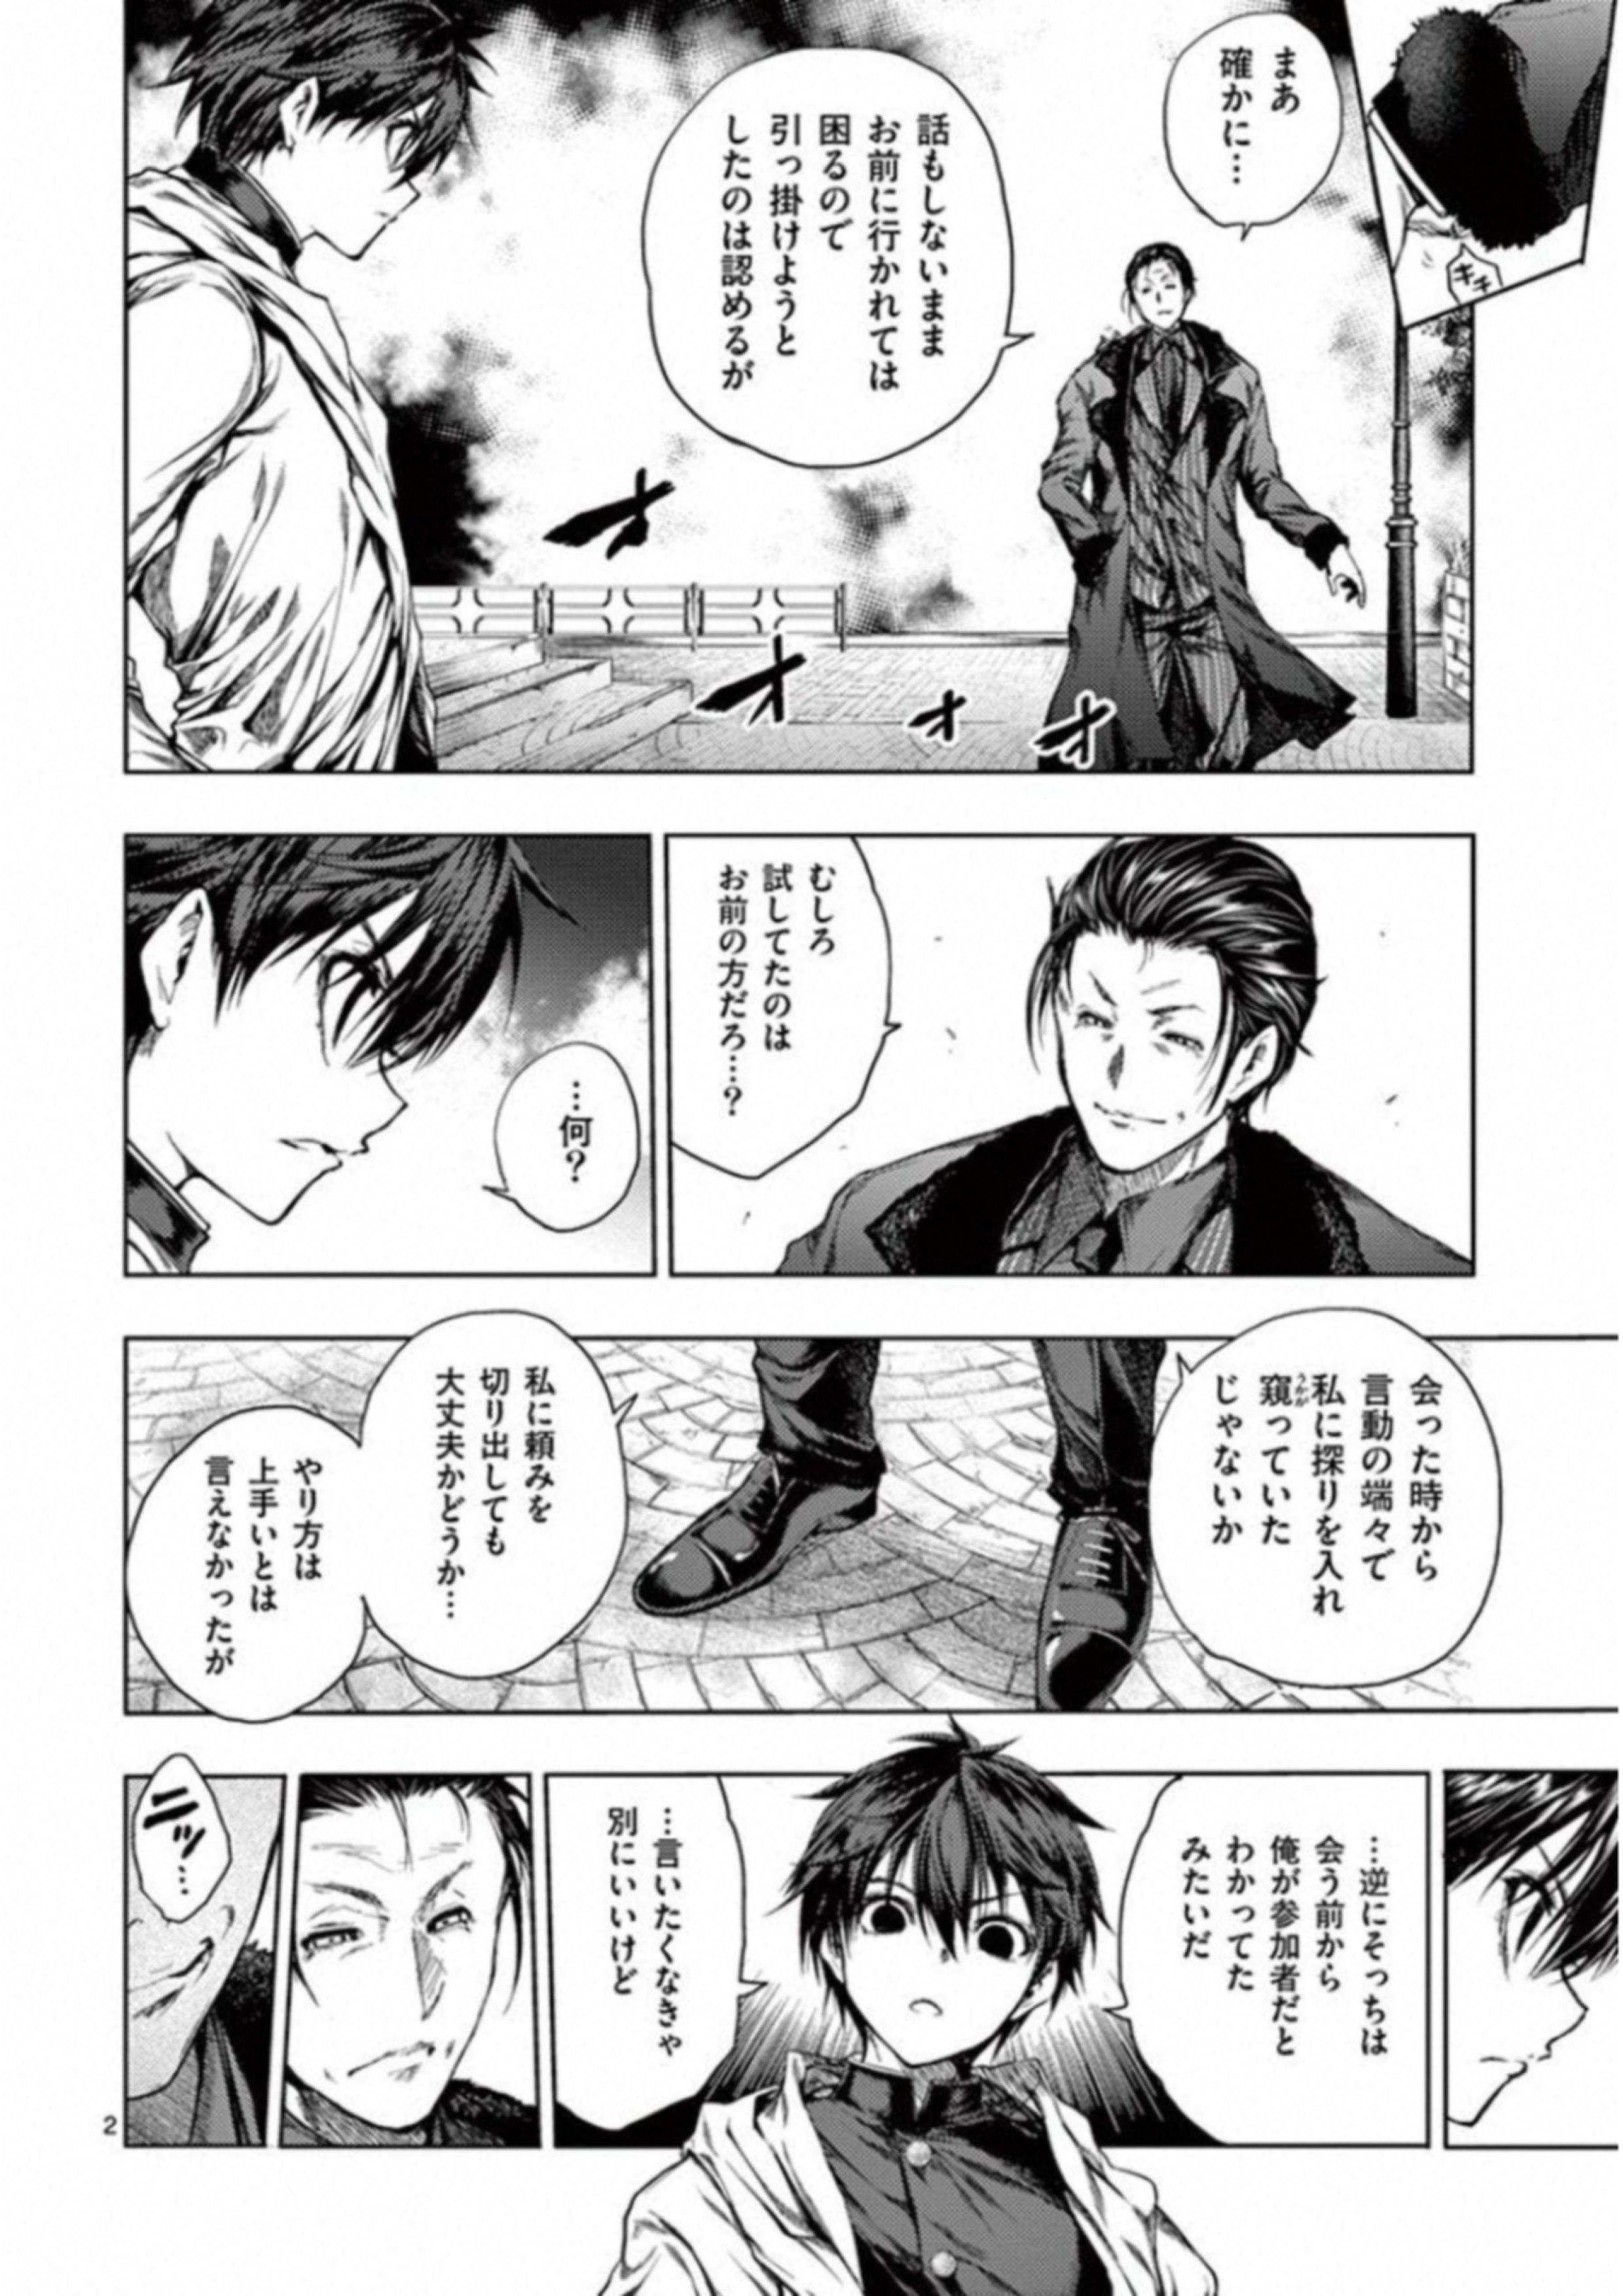 キチ
まあ
確かに…
話もしないまま
お前に行かれては
困るので
引っ掛けようと
したのは認めるが
オ
オ
オ
オ
むしろ
試してたのは
お前の方だろ…?
…何?
会った時から
言動の端々で
私に探りを入れ
窺っていた
うかが
じゃないか
私に頼みを
切り出しても
大丈夫かどうか…
やり方は
上手いとは
言えなかったが
…逆にそっちは
会う前から
俺が参加者だと
わかってた
みたいだ
…言いたくなきゃ
別にいいけど
ニッ…
2